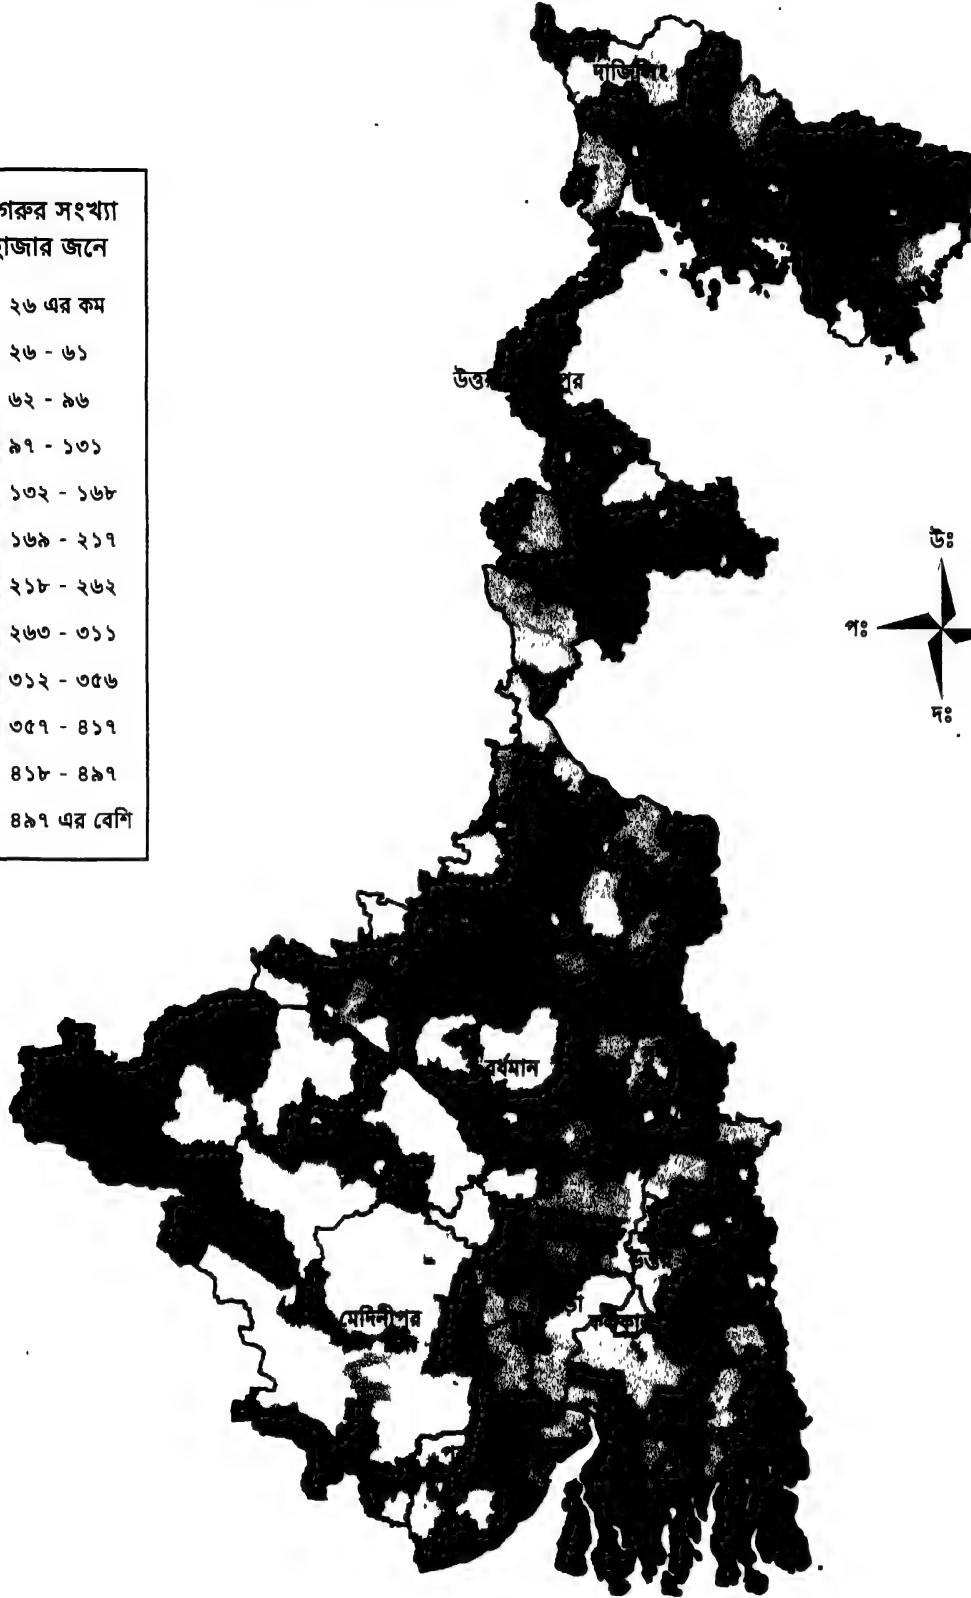 দার্জিলিং
গরুর সংখ্যা
হাজার জনে
২৬ এর কম
২৬ - ৬১
৬২ - ৯৬
৯৭ - ১৩১
১৩২ - ১৬৮
১৬৯ - ২১৭
২১৮ - ২৬২
২৬৩ - ৩১১
৩১২ - ৩৫৬
৩৫৭ - ৪১৭
৪১৮ - ৪৯৭
৪৯৭ এর বেশি
উঃ
পঃ
দঃ
বর্ধমান
মেদিনীপুর